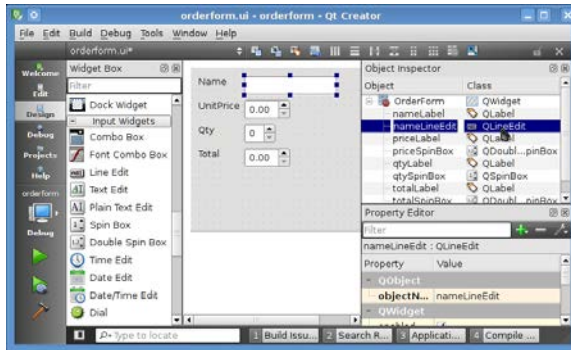 orderform.ui - orderform - Qt Creator
File Edit Build Debug Tools Window Help
orderform.ui*
Welcome
Edit
Design
Debug
Projects
Help
orderform
Debug
Widget Box
Filter
Dock Widget
Input Widgets
Combo Box
Font Combo Box
Line Edit
Text Edit
Plain Text Edit
Spin Box
Double Spin Box
Time Edit
Date Edit
Date/Time Edit
Dial
Name
UnitPrice 0.00
Qty 0
Total 0.00
Object Inspector
Object Class
OrderForm QWidget
nameLabel QLabel
nameLineEdit QLineEdit
priceLabel QLabel
priceSpinBox QDoubl...pinBox
qtyLabel QLabel
qtySpinBox QSpinBox
totalLabel QLabel
totalSpinBox QDoubl...pinBox
Property Editor
Filter
nameLineEdit : QLineEdit
Property Value
QObject
objectN... nameLineEdit
QWidget
enabled
Type to locate
1 Build Issu...
2 Search R...
3 Applicati...
4 Compile ...